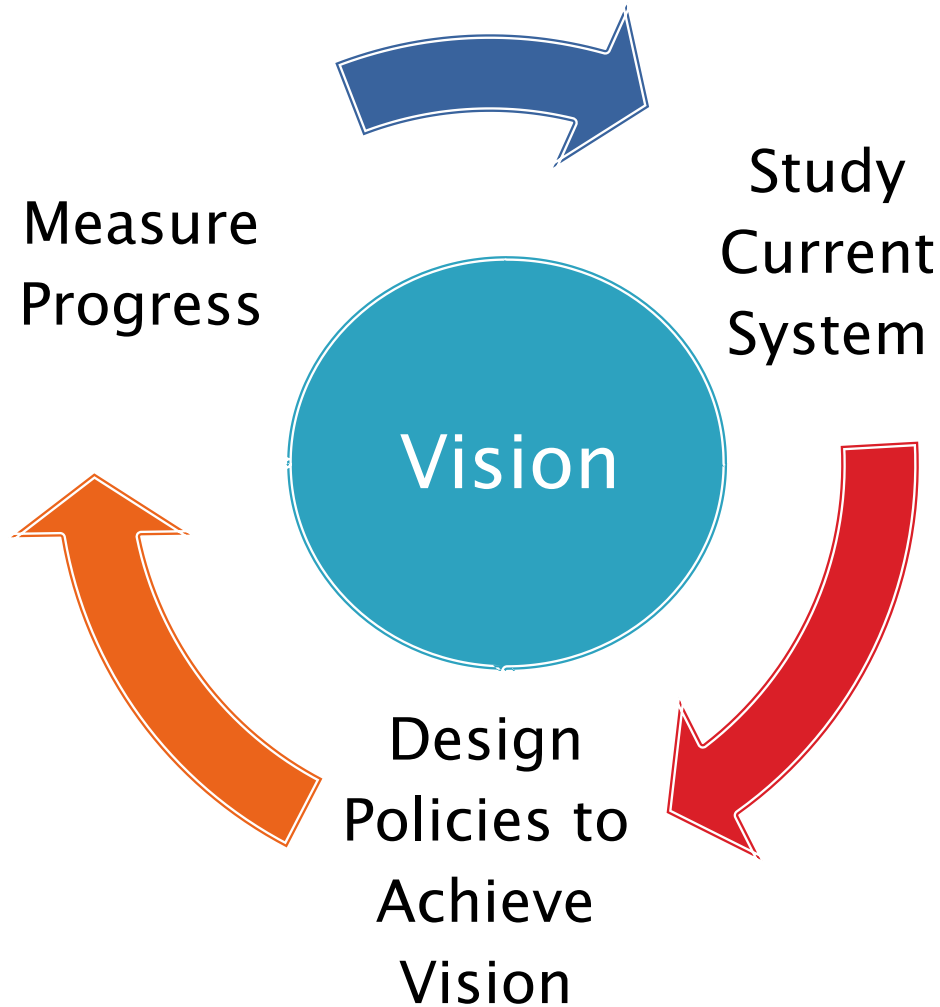 Study
Current
System
Measure
Progress
Vision
Design
Policies to
Achieve
Vision